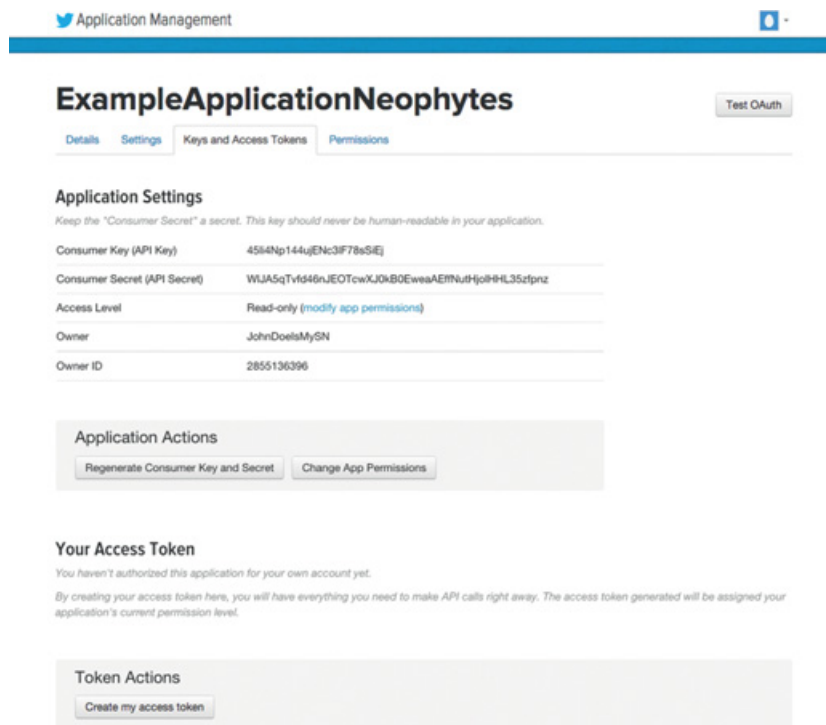 Application Management
ExampleApplicationNeophytes
Test OAuth
Details Settings Keys and Access Tokens Permissions
Application Settings
Keep the "Consumer Secret" a secret. This key should never be human-readable in your application.
Consumer Key (API Key)
Consumer Secret (API Secret)
Access Level Read-only (modify app permissions)
Owner JohnDoeIsMySN
Owner ID 2855136396
Application Actions
Regenerate Consumer Key and Secret Change App Permissions
Your Access Token
You haven't authorized this application for your own account yet.
By creating your access token here, you will have everything you need to make API calls right away. The access token generated will be assigned your
application's current permission level.
Token Actions
Create my access token